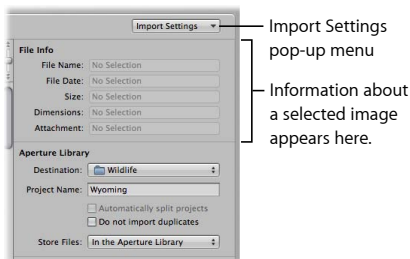 Import Settings
Import Settings
pop-up menu
File Info
File Name: No Selection
File Date: No Selection
Size: No Selection
Dimensions: No Selection
Attachment: No Selection
Information about
a selected image
appears here.
Aperture Library
Destination: Wildlife
Project Name: Wyoming
Automatically split projects
Do not import duplicates
Store Files: In the Aperture Library